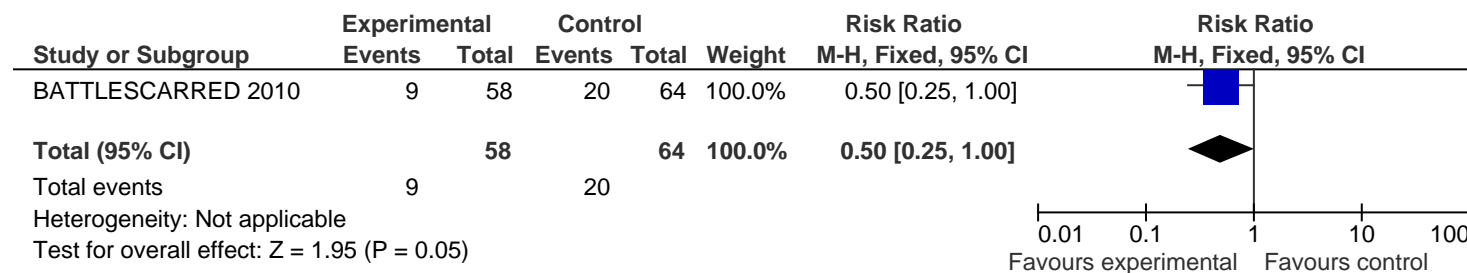 Experimental Control Risk Ratio Risk Ratio
Study or Subgroup Events Total Events Total Weight M-H, Fixed, 95% CI M-H, Fixed, 95% CI
BATTLESCARRED 2010 9 58 20 64 100.0% 0.50 [0.25, 1.00]
Total (95% CI) 58 64 100.0% 0.50 [0.25, 1.00]
Total events 9 20
Heterogeneity: Not applicable
Test for overall effect: Z = 1.95 (P = 0.05)
0.01 0.1 1 10 100
Favours experimental Favours control